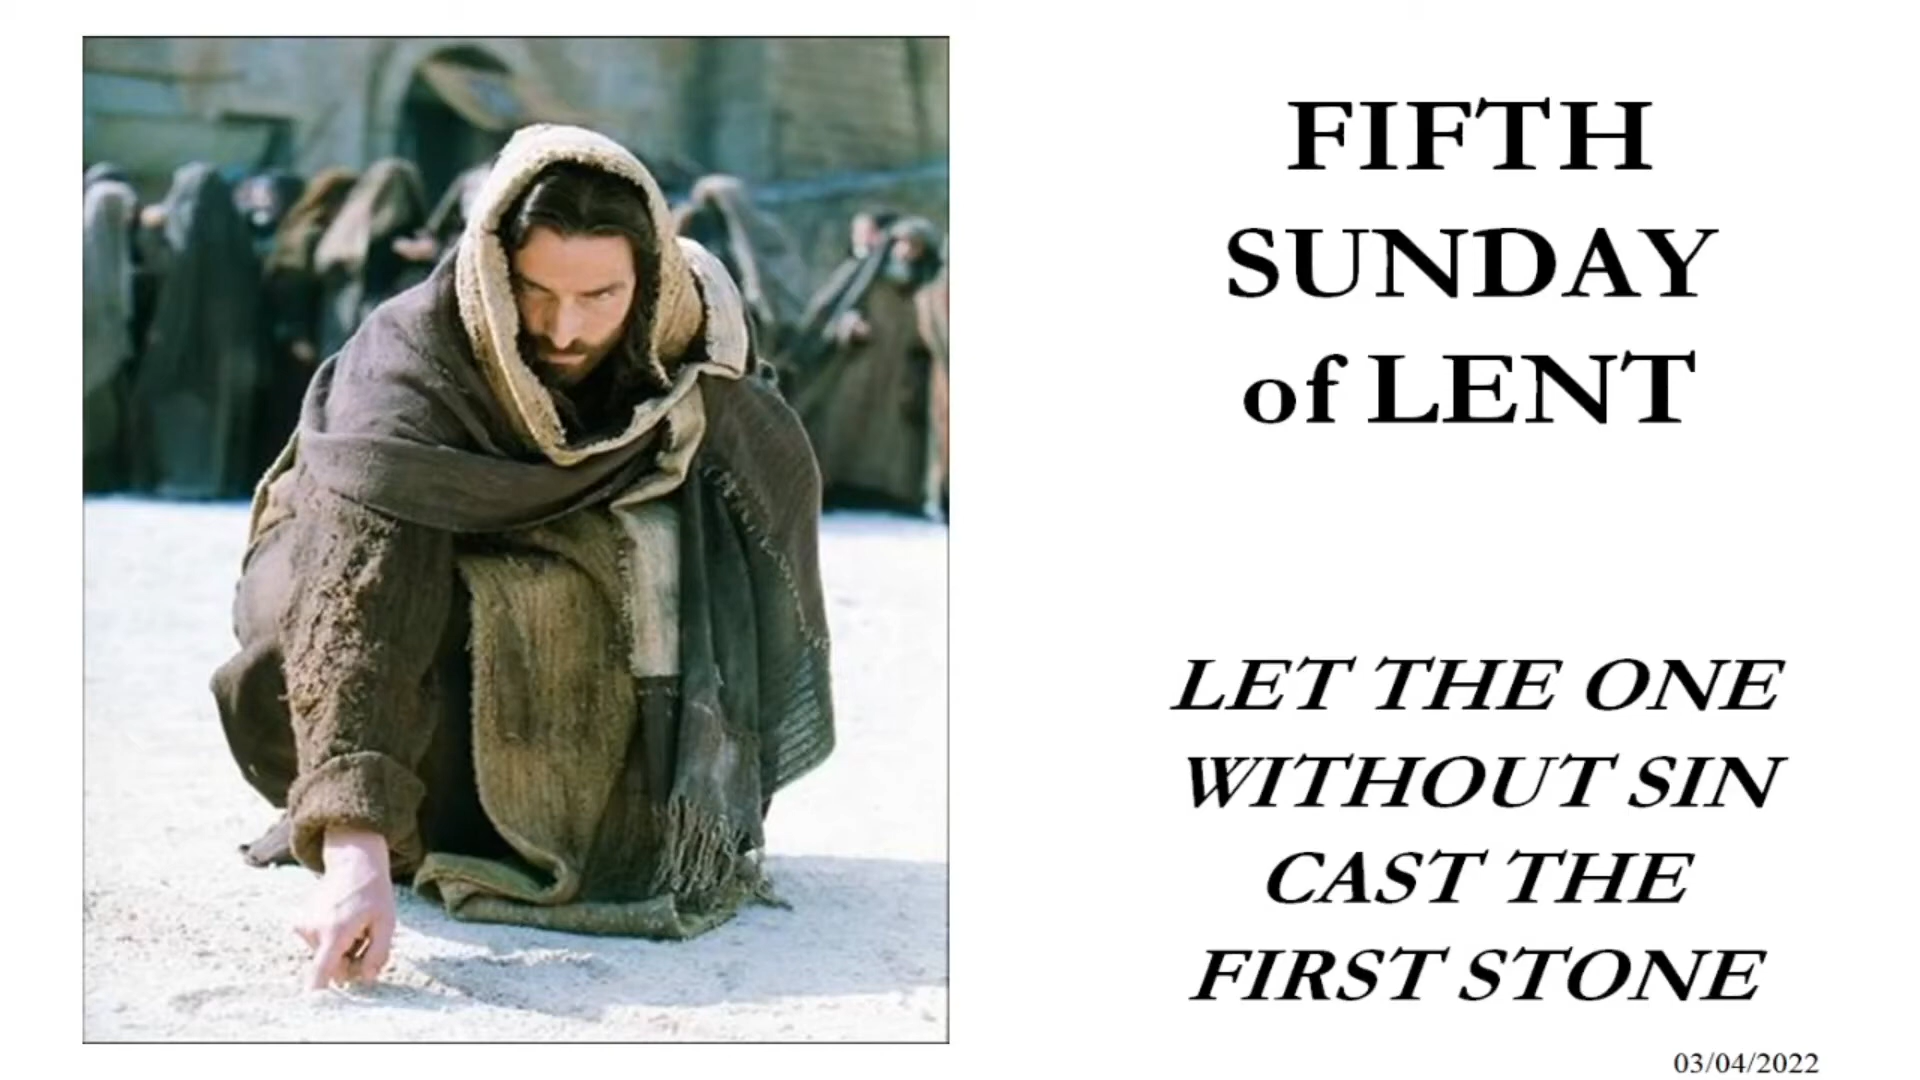 FIFTH
SUNDAY
of LENT
LET THE ONE
WITHOUT SIN
CAST THE
FIRST STONE
03/04/2022